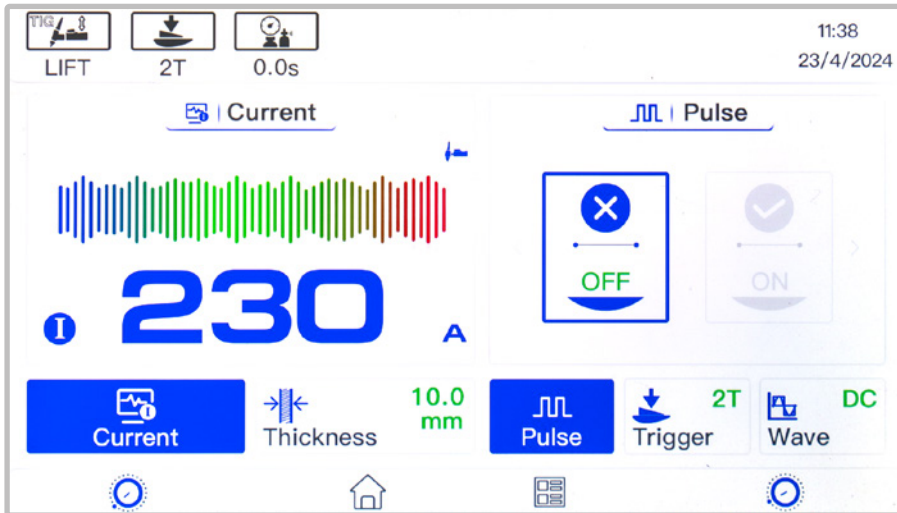 TIG
LIFT
2T
0.0s
11:38
23/4/2024
Current
Pulse
230
I
A
OFF
ON
Current
Thickness
10.0
mm
Pulse
Trigger
2T
Wave
DC